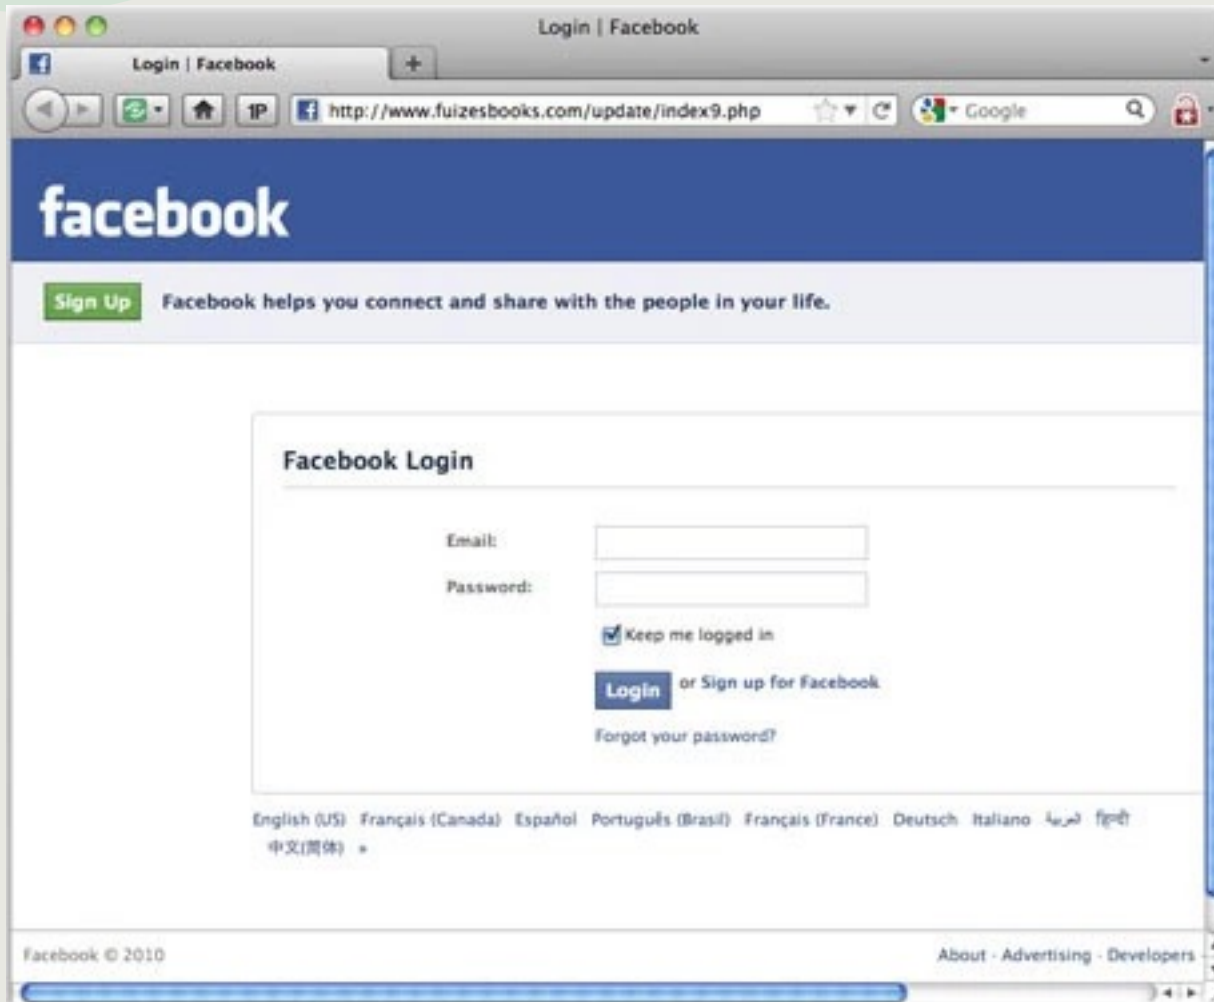 Login | Facebook
Login | Facebook
1P http://www.fuizesbooks.com/update/index9.php Google
facebook
Sign Up Facebook helps you connect and share with the people in your life.
Facebook Login
Email:
Password:
Keep me logged in
Login or Sign up for Facebook
Forgot your password?
English (US) Français (Canada) Español Português (Brasil) Français (France) Deutsch Italiano العربية हिन्दी
中文(简体) »
Facebook © 2010 About · Advertising · Developers